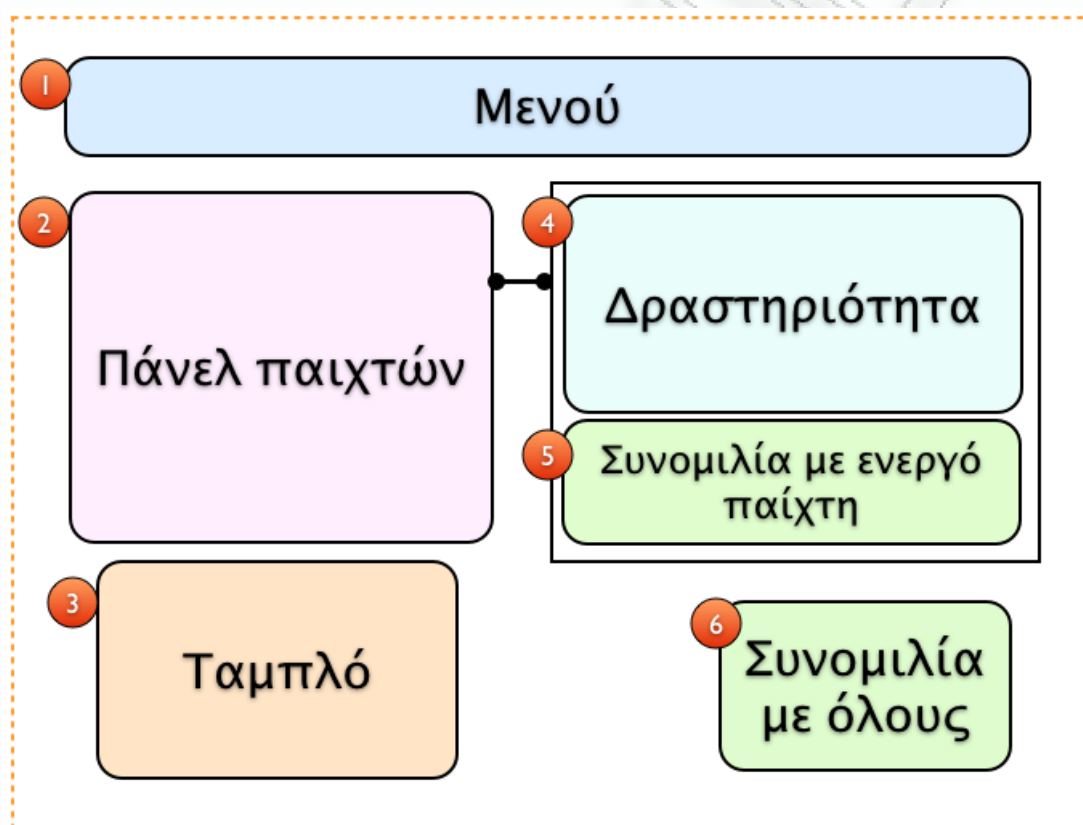 1
Μενού
2
Πάνελ παιχτών
4
Δραστηριότητα
5
Συνομιλία με ενεργό
παίχτη
3
Ταμπλό
6
Συνομιλία
με όλους